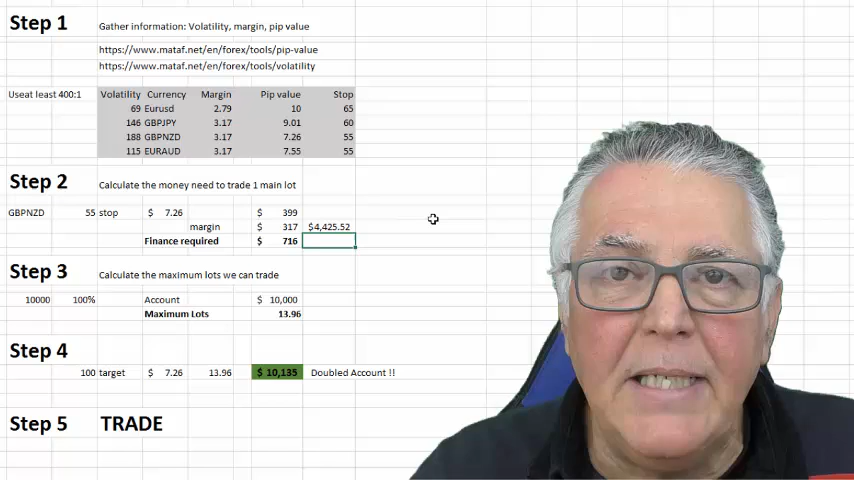 Step 1 Gather information: Volatility, margin, pip value
https://www.mataf.net/en/forex/tools/pip-value
https://www.mataf.net/en/forex/tools/volatility
Useat least 400:1 Volatility Currency Margin Pip value Stop
69 Eurusd 2.79 10 65
146 GBPJPY 3.17 9.01 60
188 GBPNZD 3.17 7.26 55
115 EURAUD 3.17 7.55 55
Step 2 Calculate the money need to trade 1 main lot
GBPNZD 55 stop $ 7.26 $ 399
margin $ 317 $4,425.52
Finance required $ 716
Step 3 Calculate the maximum lots we can trade
10000 100% Account $ 10,000
Maximum Lots 13.96
Step 4
100 target $ 7.26 13.96 $ 10,135 Doubled Account !!
Step 5 TRADE